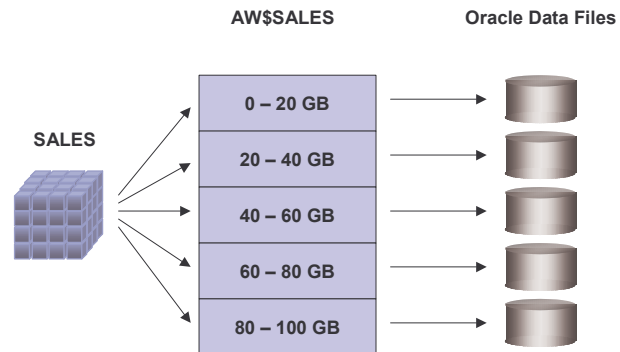 AW$SALES
Oracle Data Files
SALES
0 – 20 GB
20 – 40 GB
40 – 60 GB
60 – 80 GB
80 – 100 GB